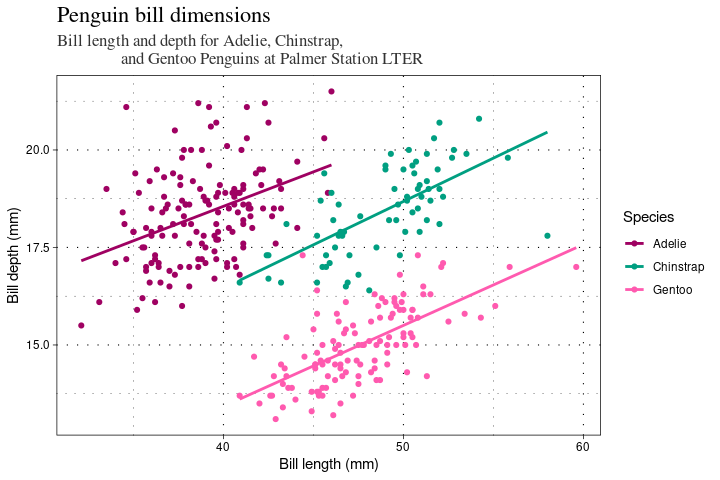 Penguin bill dimensions
Bill length and depth for Adelie, Chinstrap,
and Gentoo Penguins at Palmer Station LTER
20.0
17.5
15.0
Bill depth (mm)
40
50
60
Bill length (mm)
Species
Adelie
Chinstrap
Gentoo